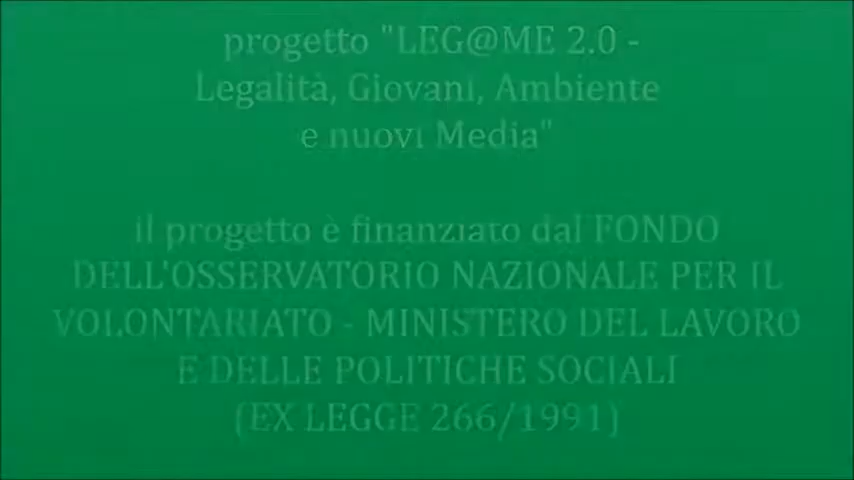 progetto "LEG@ME 2.0 -
Legalità, Giovani, Ambiente
e nuovi Media"
il progetto è finanziato dal FONDO
DELL'OSSERVATORIO NAZIONALE PER IL
VOLONTARIATO - MINISTERO DEL LAVORO
E DELLE POLITICHE SOCIALI
(EX LEGGE 266/1991)